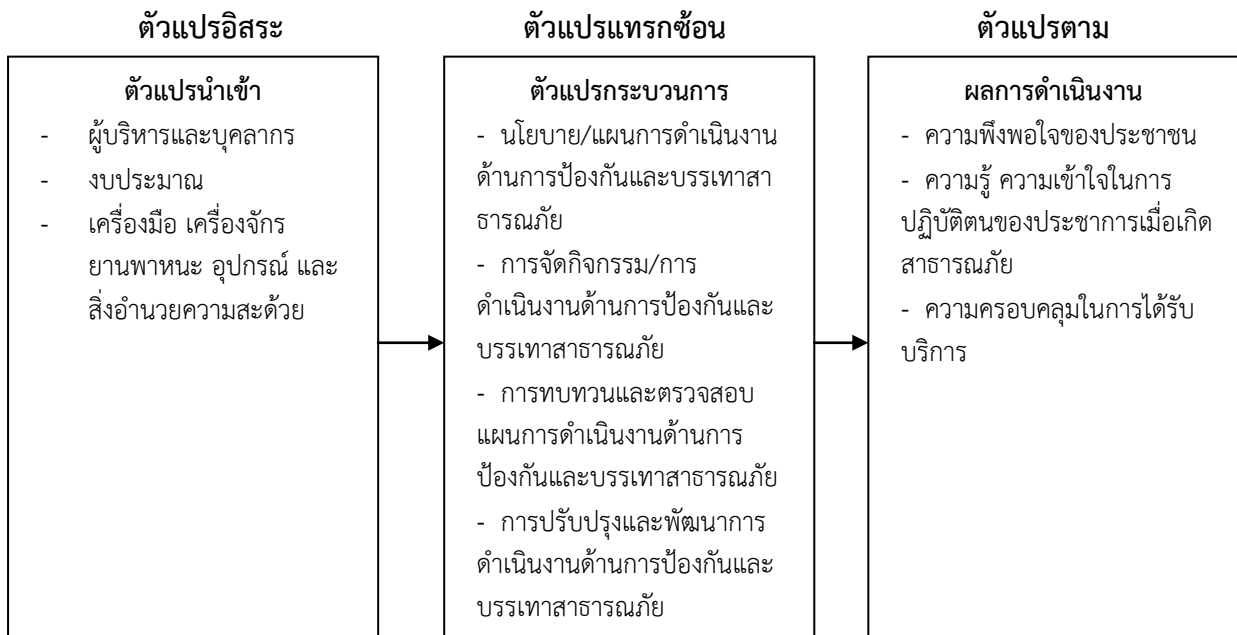 ตัวแปรอิสระ
ตัวแปรนำเข้า
- ผู้บริหารและบุคลากร
- งบประมาณ
- เครื่องมือ เครื่องจักร
ยานพาหนะ อุปกรณ์ และ
สิ่งอำนวยความสะด้วย
ตัวแปรแทรกซ้อน
ตัวแปรกระบวนการ
- นโยบาย/แผนการดำเนินงาน
ด้านการป้องกันและบรรเทาสา
ธารณภัย
- การจัดกิจกรรม/การ
ดำเนินงานด้านการป้องกันและ
บรรเทาสาธารณภัย
- การทบทวนและตรวจสอบ
แผนการดำเนินงานด้านการ
ป้องกันและบรรเทาสาธารณภัย
- การปรับปรุงและพัฒนาการ
ดำเนินงานด้านการป้องกันและ
บรรเทาสาธารณภัย
ตัวแปรตาม
ผลการดำเนินงาน
- ความพึงพอใจของประชาชน
- ความรู้ ความเข้าใจในการ
ปฏิบัติตนของประชาการเมื่อเกิด
สาธารณภัย
- ความครอบคลุมในการได้รับ
บริการ